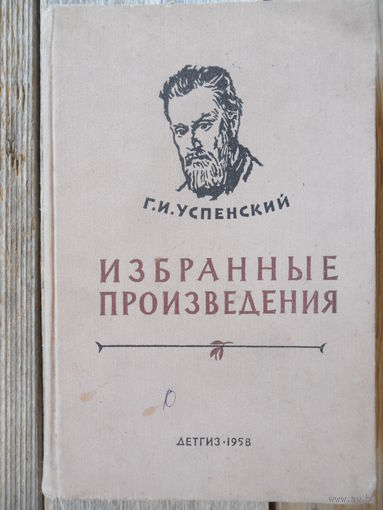 Г.И.УСПЕНСКИЙ
ИЗБРАННЫЕ
ПРОИЗВЕДЕНИЯ
ДЕТГИЗ·1958